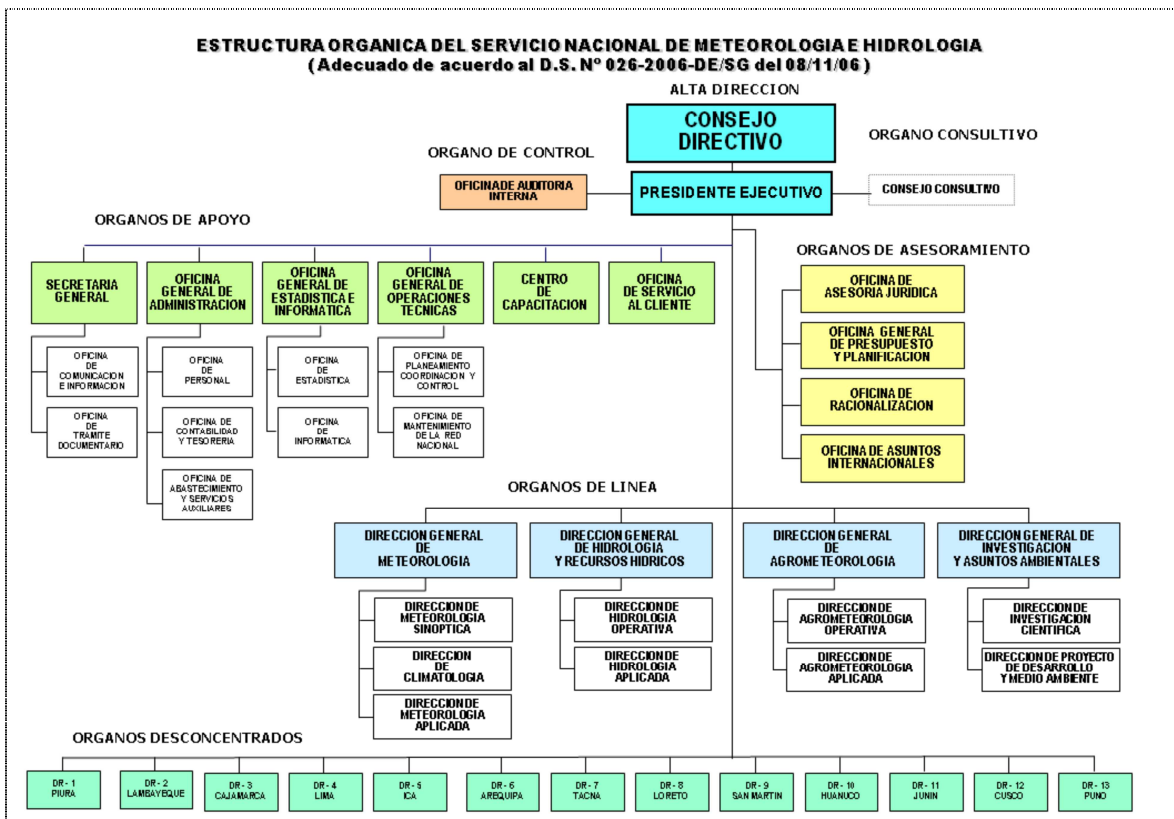 ESTRUCTURA ORGANICA DEL SERVICIO NACIONAL DE METEOROLOGIA E HIDROLOGIA
( Adecuado de acuerdo al D.S. Nº 026-2006-DE/SG del 08/11/06 )
ALTA DIRECCION
CONSEJO
DIRECTIVO
ORGANO CONSULTIVO
ORGANO DE CONTROL
OFICINA DE AUDITORIA
INTERNA
PRESIDENTE EJECUTIVO
CONSEJO CONSULTIVO
ORGANOS DE APOYO
ORGANOS DE ASESORAMIENTO
SECRETARIA
GENERAL
OFICINA
GENERAL DE
ADMINISTRACION
OFICINA
GENERAL DE
ESTADISTICA E
INFORMATICA
OFICINA
GENERAL DE
OPERACIONES
TECNICAS
CENTRO
DE
CAPACITACION
OFICINA
DE SERVICIO
AL CLIENTE
OFICINA DE
ASESORIA JURIDICA
OFICINA GENERAL
DE PRESUPUESTO
Y PLANIFICACION
OFICINA DE
RACIONALIZACION
OFICINA DE ASUNTOS
INTERNACIONALES
OFICINA
DE
COMUNICACION
E INFORMACION
OFICINA
DE
PERSONAL
OFICINA
DE
ESTADISTICA
OFICINA DE
PLANEAMIENTO
COORDINACION Y
CONTROL
OFICINA
DE
TRAMITE
DOCUMENTARIO
OFICINA DE
CONTABILIDAD
Y TESORERIA
OFICINA
DE
INFORMATICA
OFICINA DE
MANTENIMIENTO
DE LA RED
NACIONAL
OFICINA DE
ABASTECIMIENTO
Y SERVICIOS
AUXILIARES
ORGANOS DE LINEA
DIRECCION GENERAL
DE
METEOROLOGIA
DIRECCION GENERAL
DE HIDROLOGIA
Y RECURSOS HIDRICOS
DIRECCION GENERAL
DE
AGROMETEOROLOGIA
DIRECCION GENERAL DE
INVESTIGACION
Y ASUNTOS AMBIENTALES
DIRECCION DE
METEOROLOGIA
SINOPTICA
DIRECCION DE
HIDROLOGIA
OPERATIVA
DIRECCION DE
AGROMETEOROLOGIA
OPERATIVA
DIRECCION DE
INVESTIGACION
CIENTIFICA
DIRECCION
DE
CLIMATOLOGIA
DIRECCION DE
HIDROLOGIA
APLICADA
DIRECCION DE
AGROMETEOROLOGIA
APLICADA
DIRECCION DE PROYECTO
DE DESARROLLO
Y MEDIO AMBIENTE
DIRECCION DE
METEOROLOGIA
APLICADA
ORGANOS DESCONCENTRADOS
DR - 1
PIURA
DR - 2
LAMBAYEQUE
DR - 3
CAJAMARCA
DR - 4
LIMA
DR - 5
ICA
DR - 6
AREQUIPA
DR - 7
TACNA
DR - 8
LORETO
DR - 9
SAN MARTIN
DR - 10
HUANUCO
DR - 11
JUNIN
DR - 12
CUSCO
DR - 13
PUNO